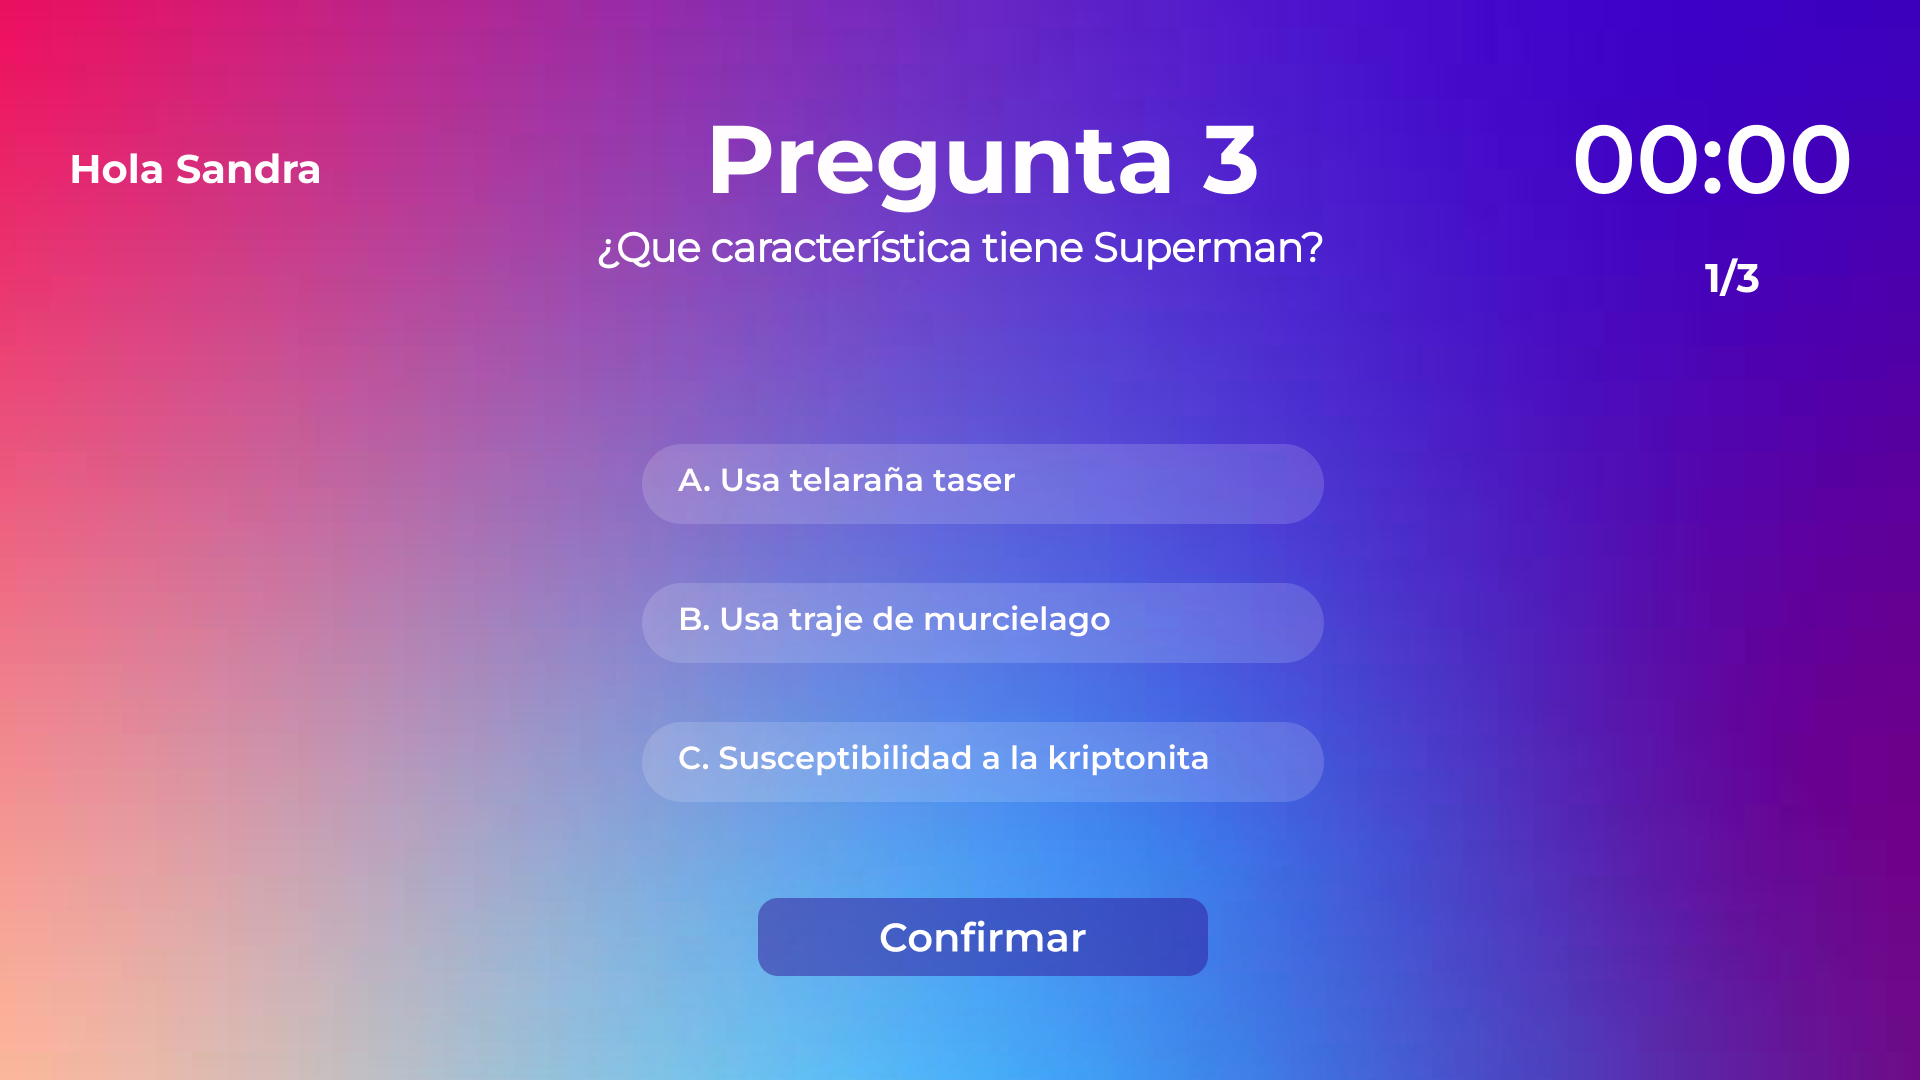 Hola Sandra
Pregunta 3
00:00
¿Que característica tiene Superman?
1/3
A. Usa telaraña taser
B. Usa traje de murcielago
C. Susceptibilidad a la kriptonita
Confirmar